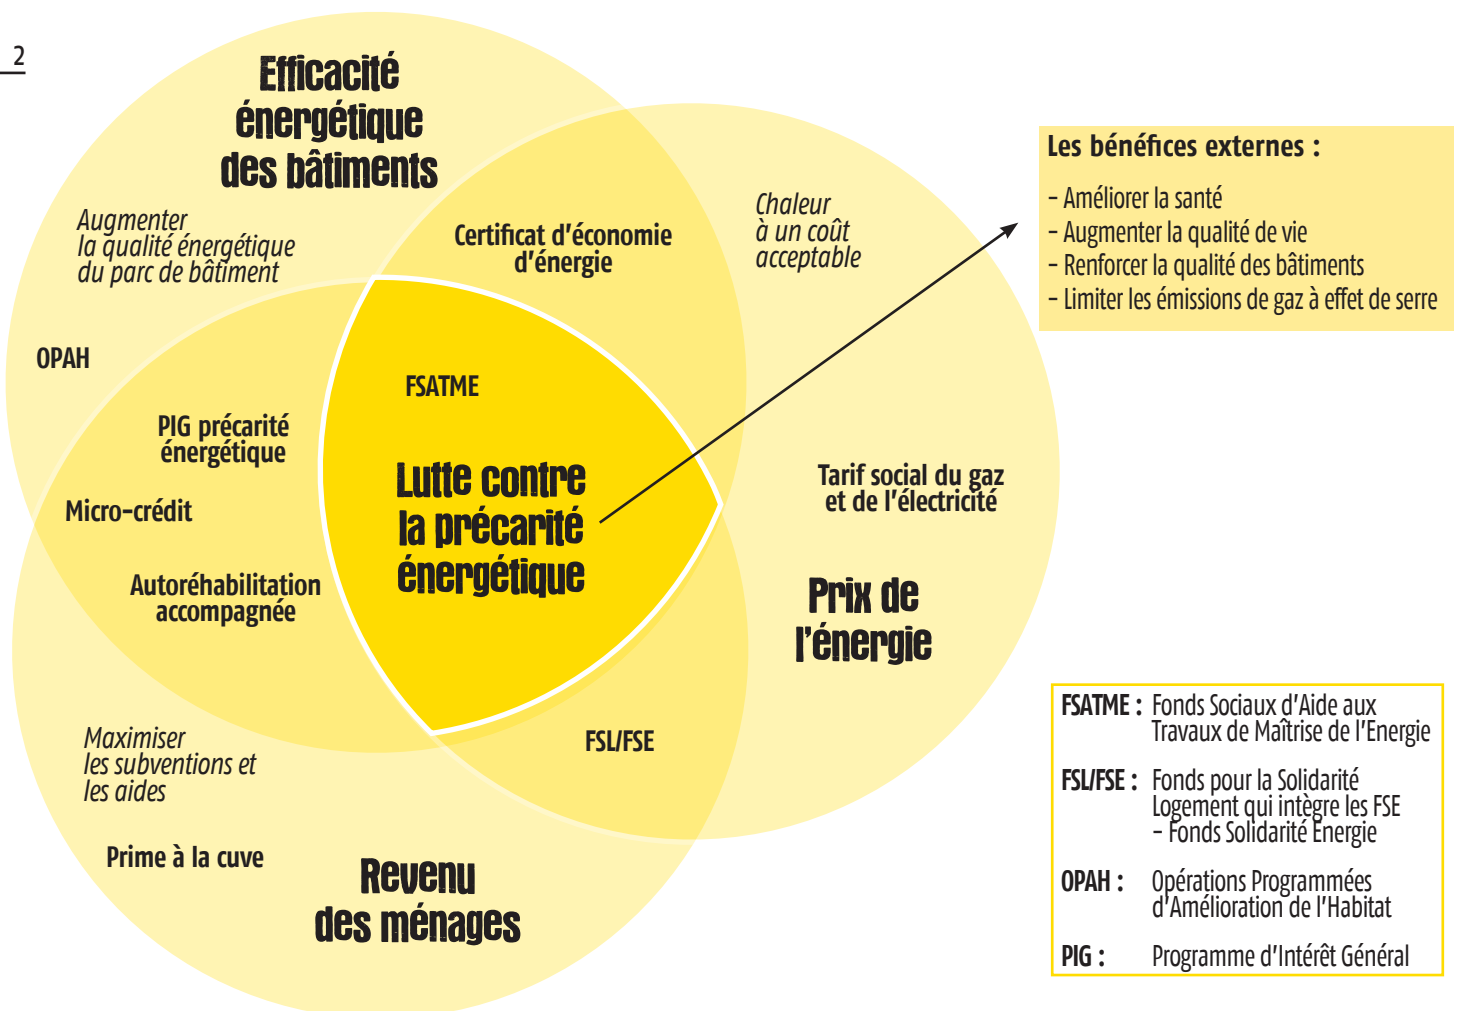 2
Efficacité
énergétique
des bâtiments
Augmenter
la qualité énergétique
du parc de bâtiment
OPAH
Certificat d'économie
d'énergie
Chaleur
à un coût
acceptable
Les bénéfices externes :
– Améliorer la santé
– Augmenter la qualité de vie
– Renforcer la qualité des bâtiments
– Limiter les émissions de gaz à effet de serre
FSATME
PIG précarité
énergétique
Micro-crédit
Autoréhabilitation
accompagnée
Lutte contre
la précarité
énergétique
Tarif social du gaz
et de l'électricité
Prix de
l'énergie
Maximiser
les subventions et
les aides
FSL/FSE
Prime à la cuve
Revenu
des ménages
FSATME : Fonds Sociaux d'Aide aux
Travaux de Maîtrise de l'Energie
FSL/FSE : Fonds pour la Solidarité
Logement qui intègre les FSE
– Fonds Solidarité Energie
OPAH : Opérations Programmées
d'Amélioration de l'Habitat
PIG : Programme d'Intérêt Général